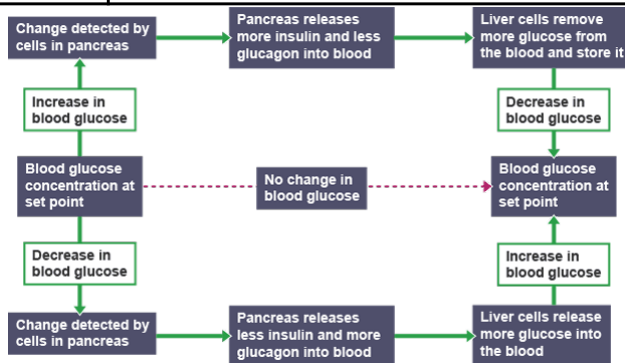 Change detected by
cells in pancreas
Pancreas releases
more insulin and less
glucagon into blood
Liver cells remove
more glucose from
the blood and store it
Increase in
blood glucose
Decrease in
blood glucose
Blood glucose
concentration at
set point
No change in
blood glucose
Blood glucose
concentration at
set point
Decrease in
blood glucose
Increase in
blood glucose
Change detected by
cells in pancreas
Pancreas releases
less insulin and more
glucagon into blood
Liver cells release
more glucose into
the blood